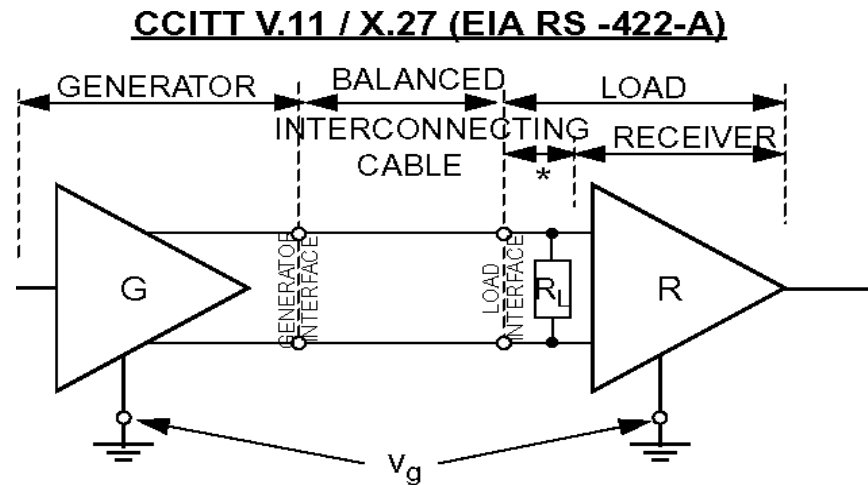 CCITT V.11 / X.27 (EIA RS -422-A)
GENERATOR
BALANCED
INTERCONNECTING
CABLE
LOAD
*
RECEIVER
G
GENERATOR
INTERFACE
LOAD
INTERFACE
RL
R
Vg